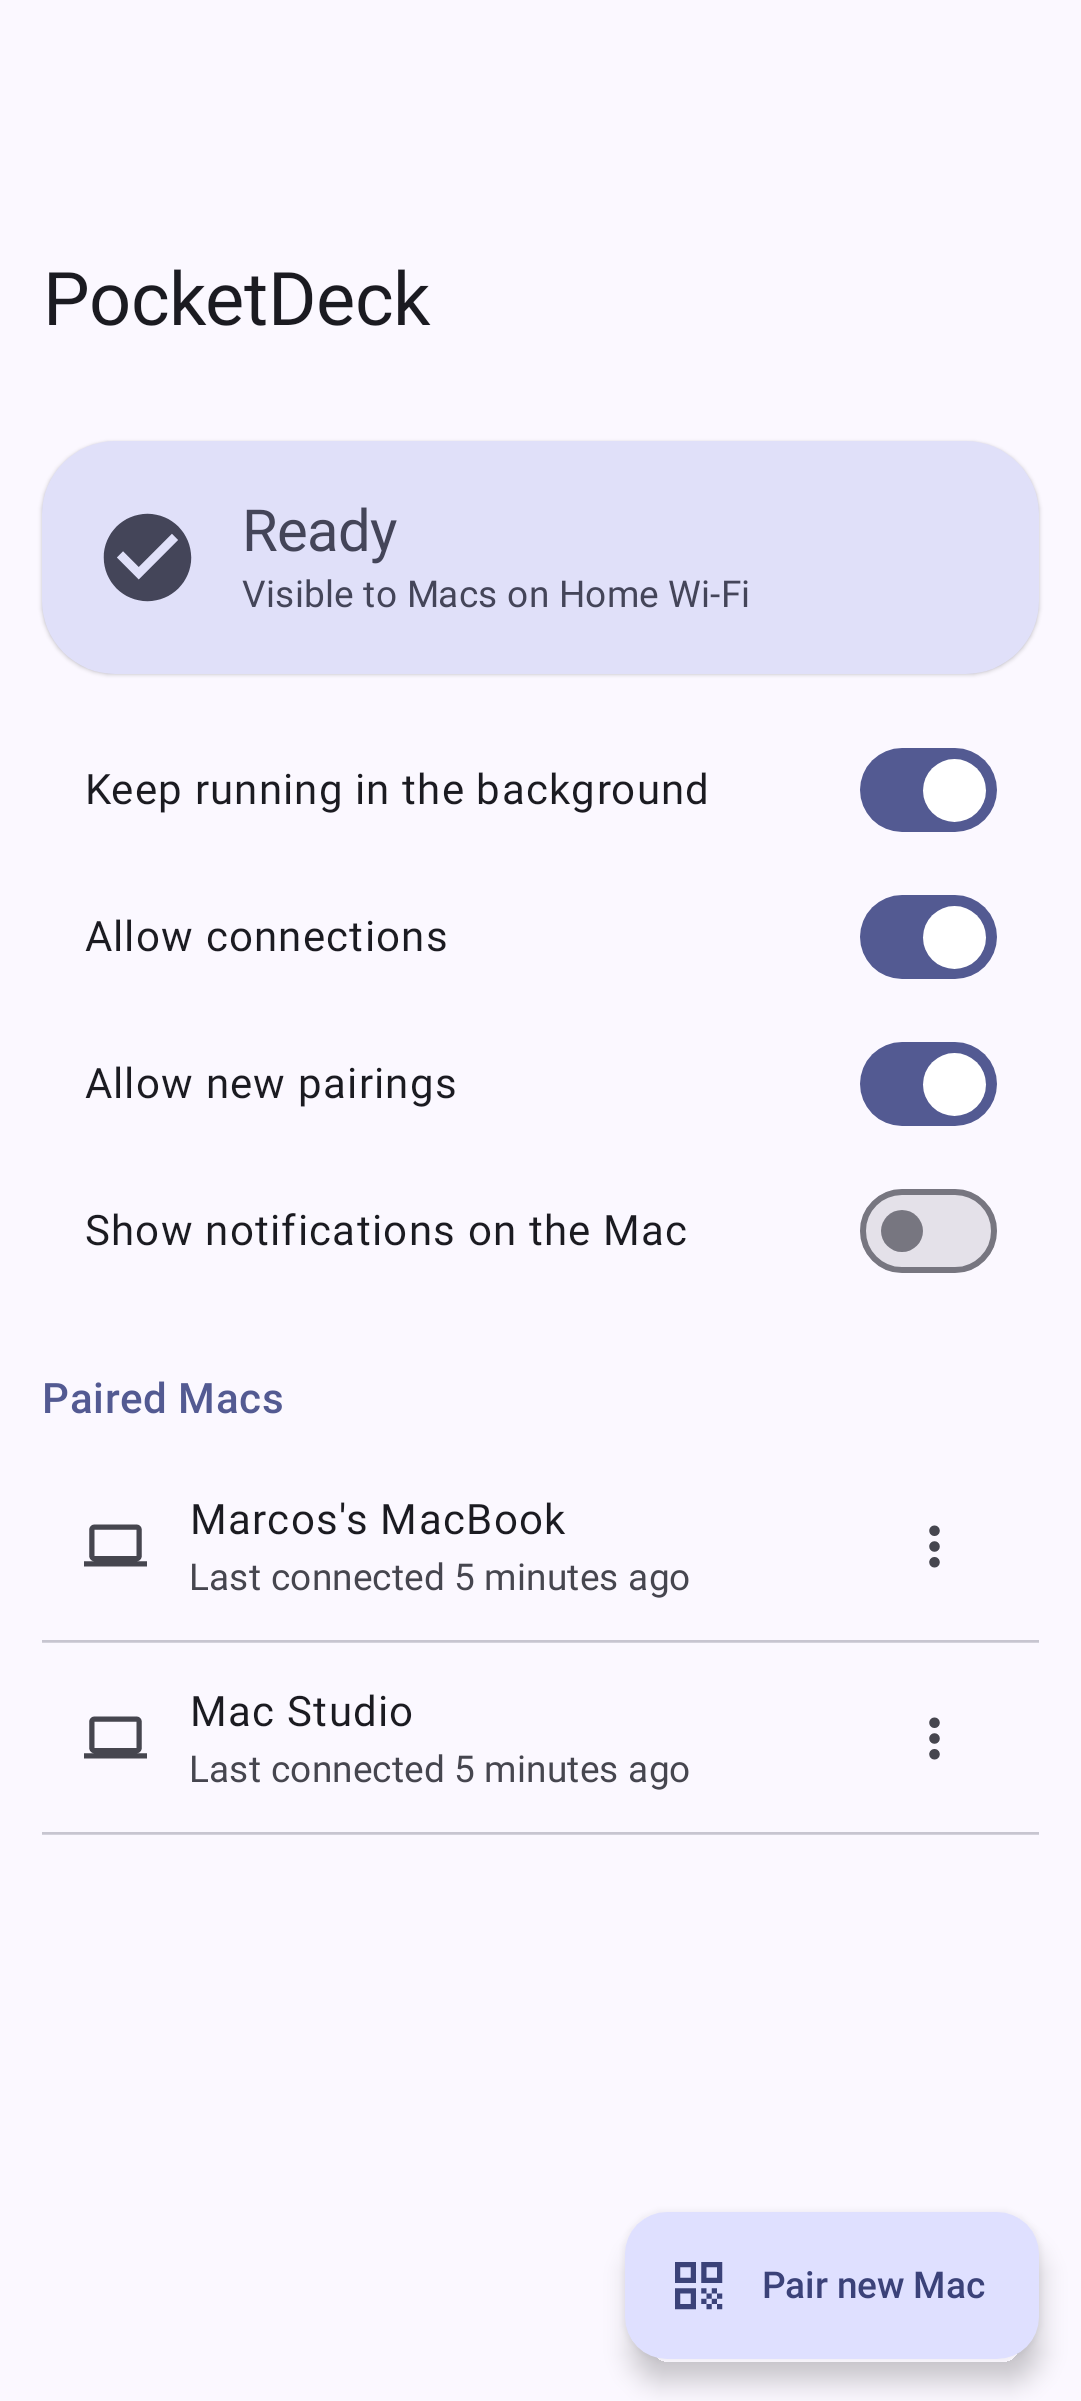 PocketDeck
Ready
Visible to Macs on Home Wi-Fi
Keep running in the background
Allow connections
Allow new pairings
Show notifications on the Mac
Paired Macs
Marcos's MacBook
Last connected 5 minutes ago
Mac Studio
Last connected 5 minutes ago
Pair new Mac